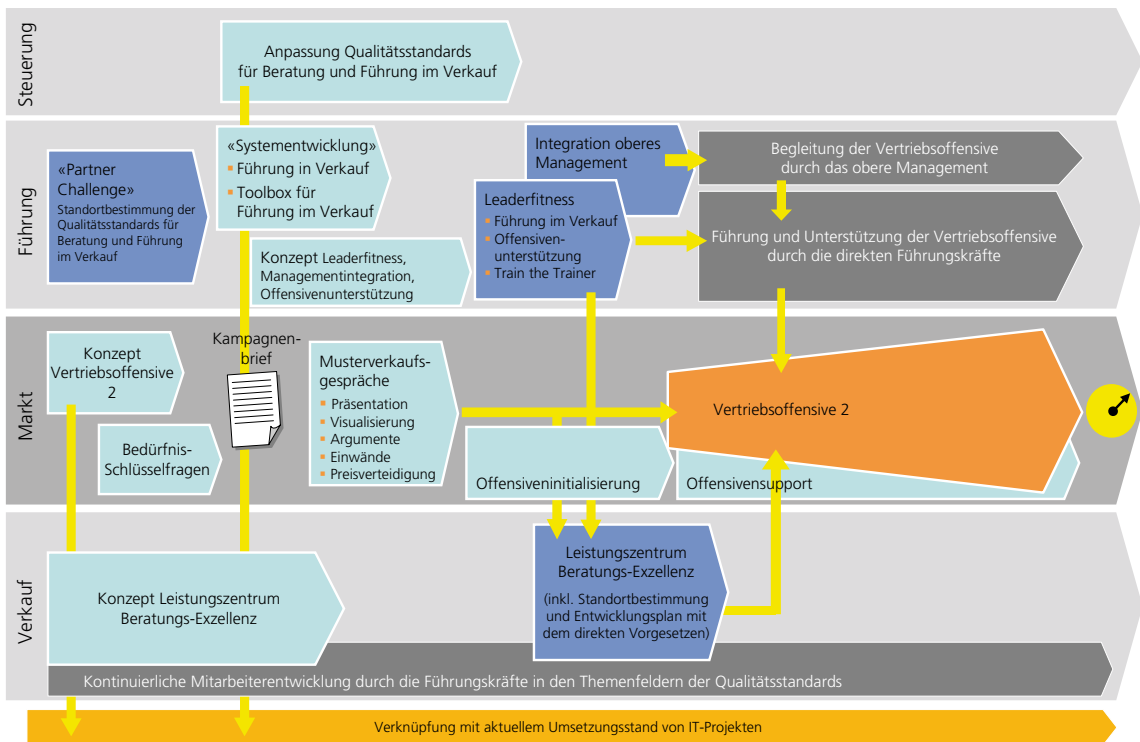 Steuerung
Anpassung Qualitätsstandards
für Beratung und Führung im Verkauf
Führung
«Partner
Challenge»
Standortbestimmung der
Qualitätsstandards für
Beratung und Führung
im Verkauf
«Systementwicklung»
Führung in Verkauf
Toolbox für
Führung im Verkauf
Konzept Leaderfitness,
Managementintegration,
Offensivenunterstützung
Integration oberes
Management
Leaderfitness
Führung im Verkauf
Offensiven-
unterstützung
Train the Trainer
Begleitung der Vertriebsoffensive
durch das obere Management
Führung und Unterstützung der Vertriebsoffensive
durch die direkten Führungskräfte
Markt
Konzept
Vertriebsoffensive
2
Bedürfnis-
Schlüsselfragen
Kampagnen-
brief
Musterverkaufs-
gespräche
Präsentation
Visualisierung
Argumente
Einwände
Preisverteidigung
Offensiveninitialisierung
Vertriebsoffensive 2
Offensivensupport
Verkauf
Konzept Leistungszentrum
Beratungs-Exzellenz
Leistungszentrum
Beratungs-Exzellenz
(inkl. Standortbestimmung
und Entwicklungsplan mit
dem direkten Vorgesetzen)
Kontinuierliche Mitarbeiterentwicklung durch die Führungskräfte in den Themenfeldern der Qualitätsstandards
Verknüpfung mit aktuellem Umsetzungsstand von IT-Projekten